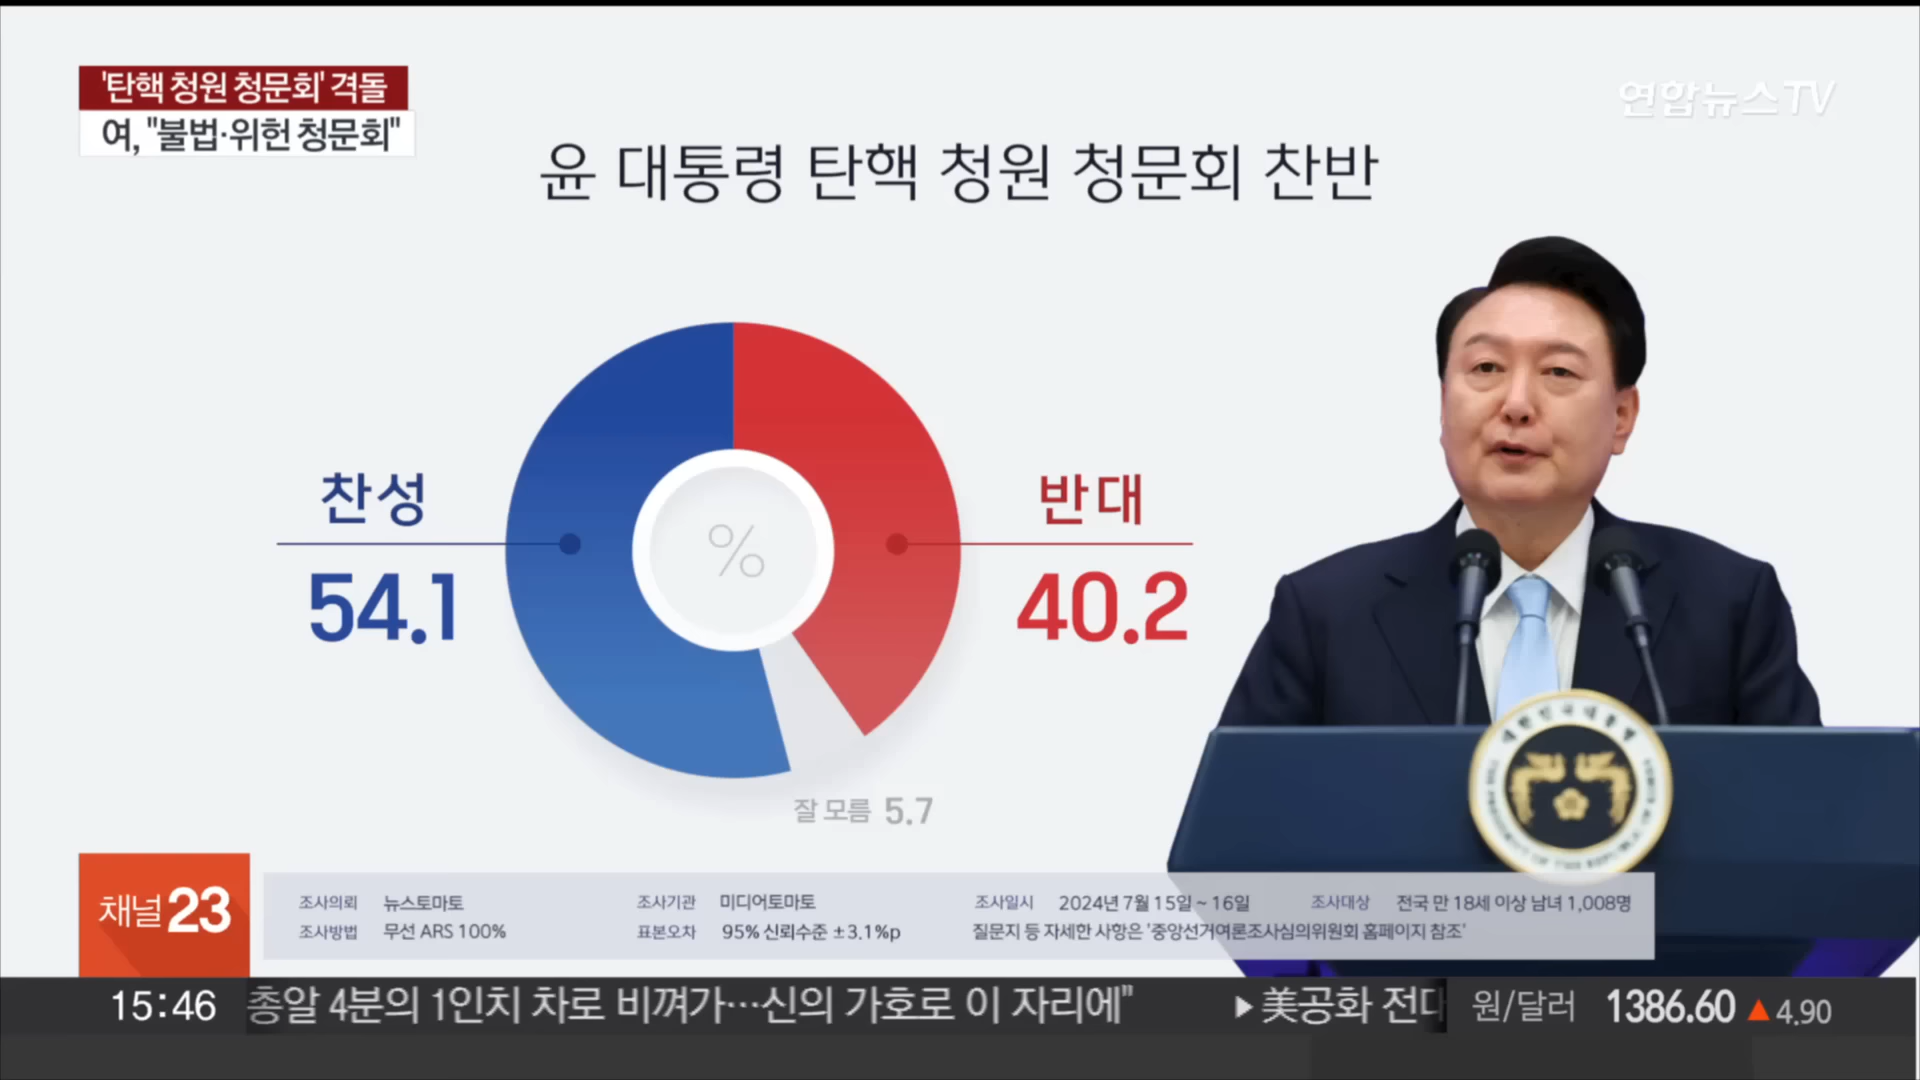 '탄핵 청원 청문회' 격돌
여, "불법·위헌 청문회"
연합뉴스TV
윤 대통령 탄핵 청원 청문회 찬반
찬성
54.1
%
반대
40.2
잘 모름 5.7
채널23
조사의뢰 뉴스토마토 조사기관 미디어토마토 조사일시 2024년 7월 15일 ~ 16일 조사대상 전국 만 18세 이상 남녀 1,008명
조사방법 무선 ARS 100% 표본오차 95% 신뢰수준 ±3.1%p 질문지 등 자세한 사항은 '중앙선거여론조사심의위원회 홈페이지 참조'
15:46 총알 4분의 1인치 차로 비껴가…신의 가호로 이 자리에" ▶美공화 전대 원/달러 1386.60 ▲4.90